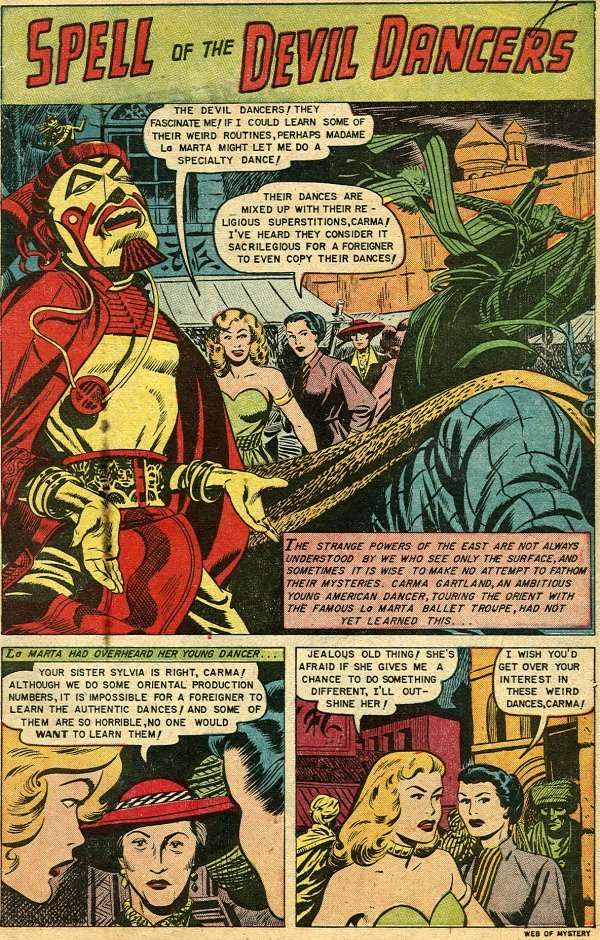 SPELL OF THE DEVIL DANCERS
THE DEVIL DANCERS! THEY
FASCINATE ME! IF I COULD LEARN SOME OF
THEIR WEIRD ROUTINES, PERHAPS MADAME
La MARTA MIGHT LET ME DO A
SPECIALTY DANCE!
THEIR DANCES ARE
MIXED UP WITH THEIR RE-
LIGIOUS SUPERSTITIONS, CARMA!
I'VE HEARD THEY CONSIDER IT
SACRILEGIOUS FOR A FOREIGNER
TO EVEN COPY THEIR DANCES!
THE STRANGE POWERS OF THE EAST ARE NOT ALWAYS
UNDERSTOOD BY WE WHO SEE ONLY THE SURFACE, AND
SOMETIMES IT IS WISE TO MAKE NO ATTEMPT TO FATHOM
THEIR MYSTERIES. CARMA GARTLAND, AN AMBITIOUS
YOUNG AMERICAN DANCER, TOURING THE ORIENT WITH
THE FAMOUS La MARTA BALLET TROUPE, HAD NOT
YET LEARNED THIS...
La MARTA HAD OVERHEARD HER YOUNG DANCER...
YOUR SISTER SYLVIA IS RIGHT, CARMA!
ALTHOUGH WE DO SOME ORIENTAL PRODUCTION
NUMBERS, IT IS IMPOSSIBLE FOR A FOREIGNER TO
LEARN THE AUTHENTIC DANCES! AND SOME OF
THEM ARE SO HORRIBLE, NO ONE WOULD
WANT TO LEARN THEM!
JEALOUS OLD THING! SHE'S
AFRAID IF SHE GIVES ME A
CHANCE TO DO SOMETHING
DIFFERENT, I'LL OUT-
SHINE HER!
I WISH YOU'D
GET OVER YOUR
INTEREST IN
THESE WEIRD
DANCES, CARMA!
WEB OF MYSTERY